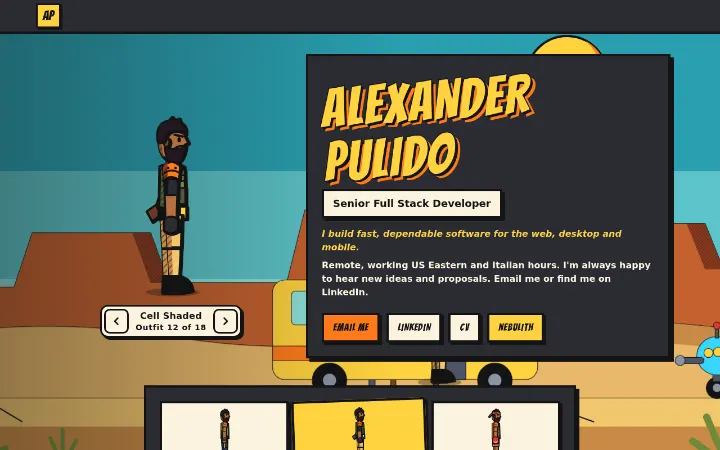 AP
ALEXANDER
PULIDO
Senior Full Stack Developer
I build fast, dependable software for the web, desktop and
mobile.
Remote, working US Eastern and Italian hours. I'm always happy
to hear new ideas and proposals. Email me or find me on
LinkedIn.
EMAIL ME
LINKEDIN
CV
NEBULITH
Cell Shaded
Outfit 12 of 18